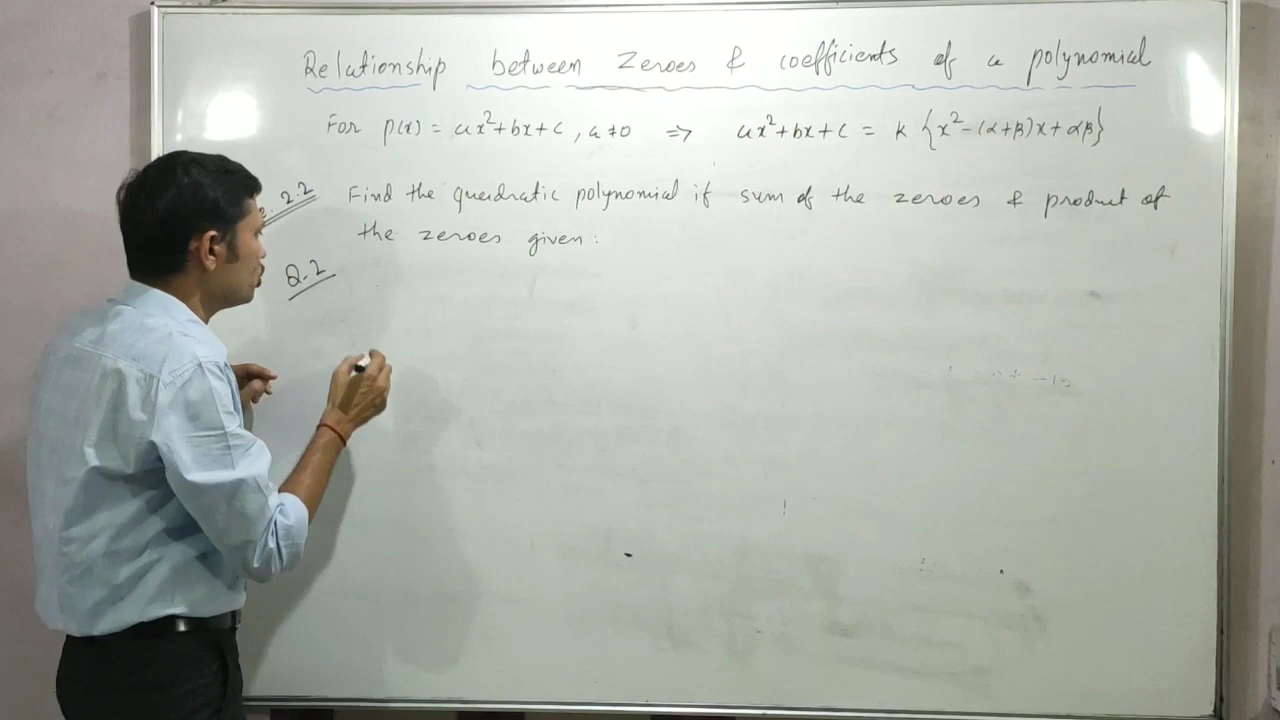 Relationship between Zeroes & coefficients of a polynomial
For p(x) = ax²+bx+c , a≠0 ⇒ ax²+bx+c = k {x²-(α+β)x+αβ}
2.2 Find the quadratic polynomial if sum of the zeroes & product of
the zeroes given :
Q.2